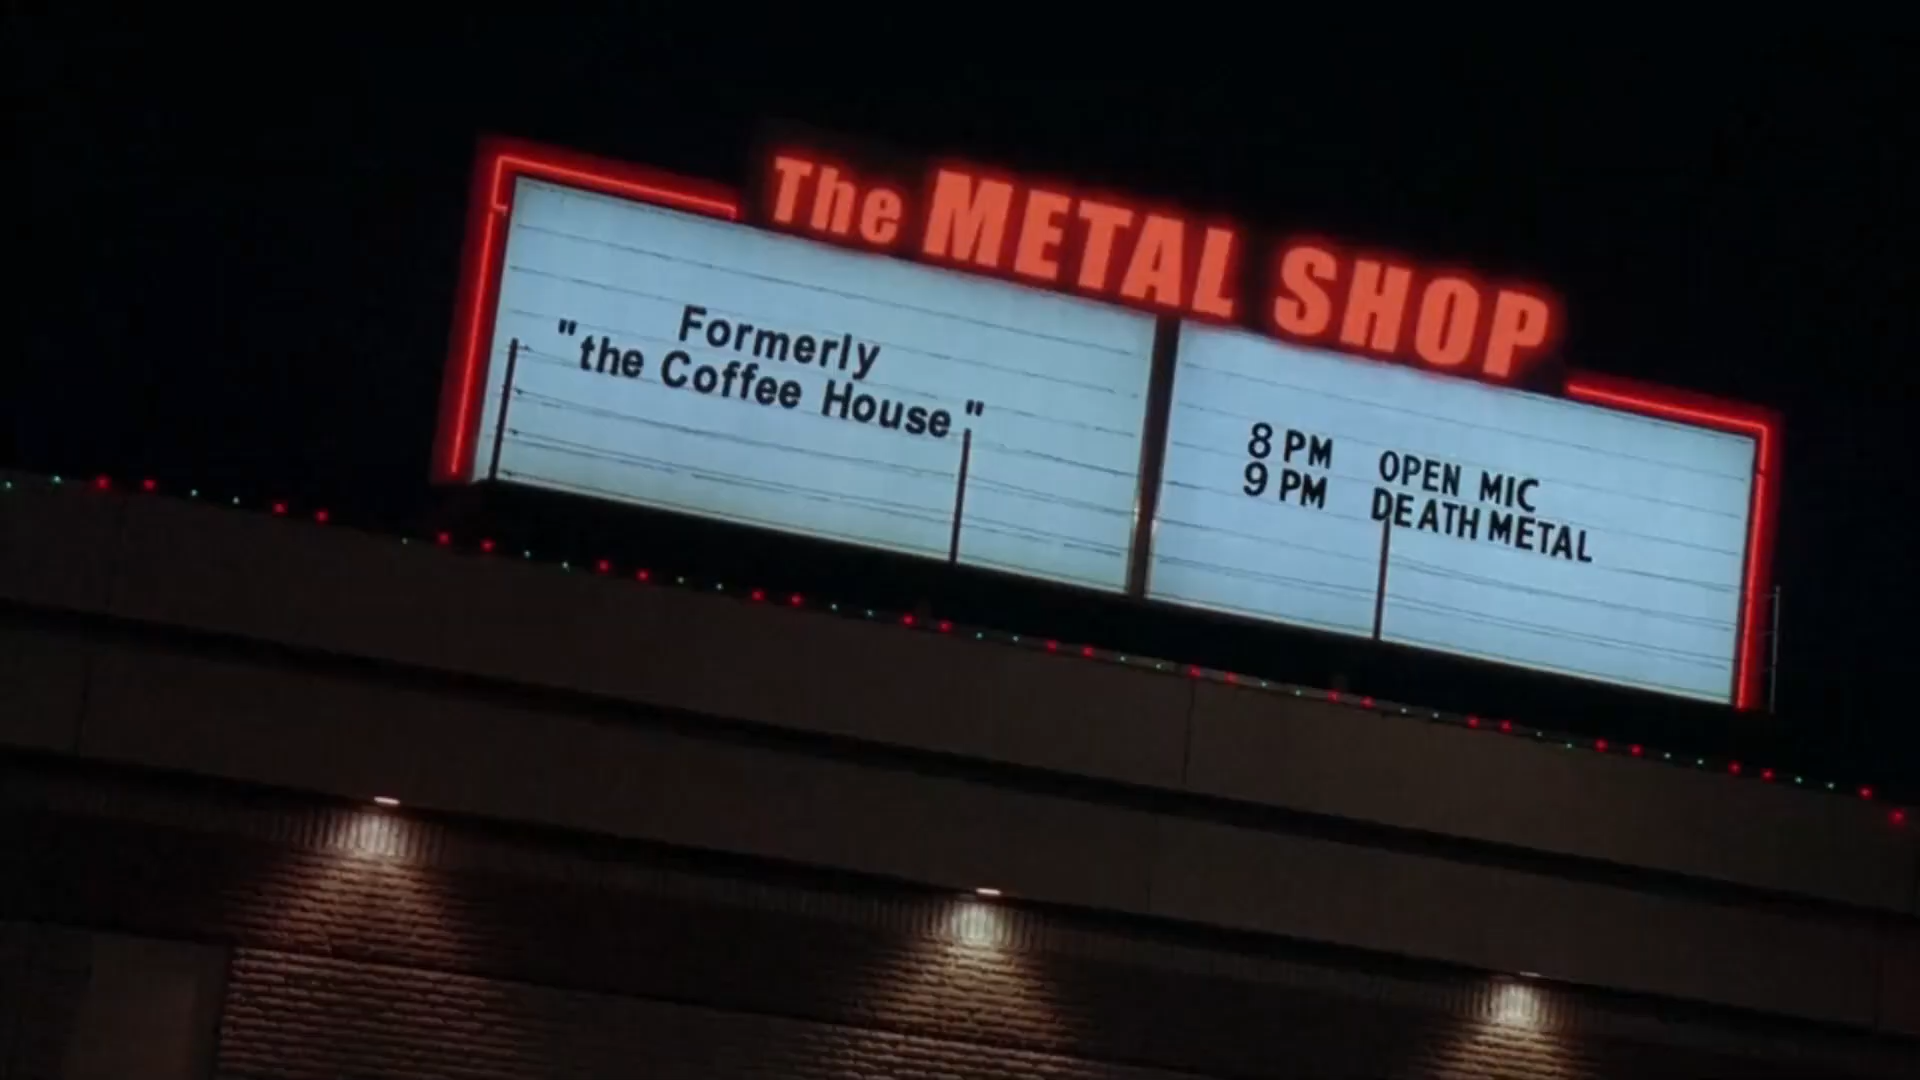 The METAL SHOP
Formerly
"the Coffee House"
8 PM OPEN MIC
9 PM DEATH METAL